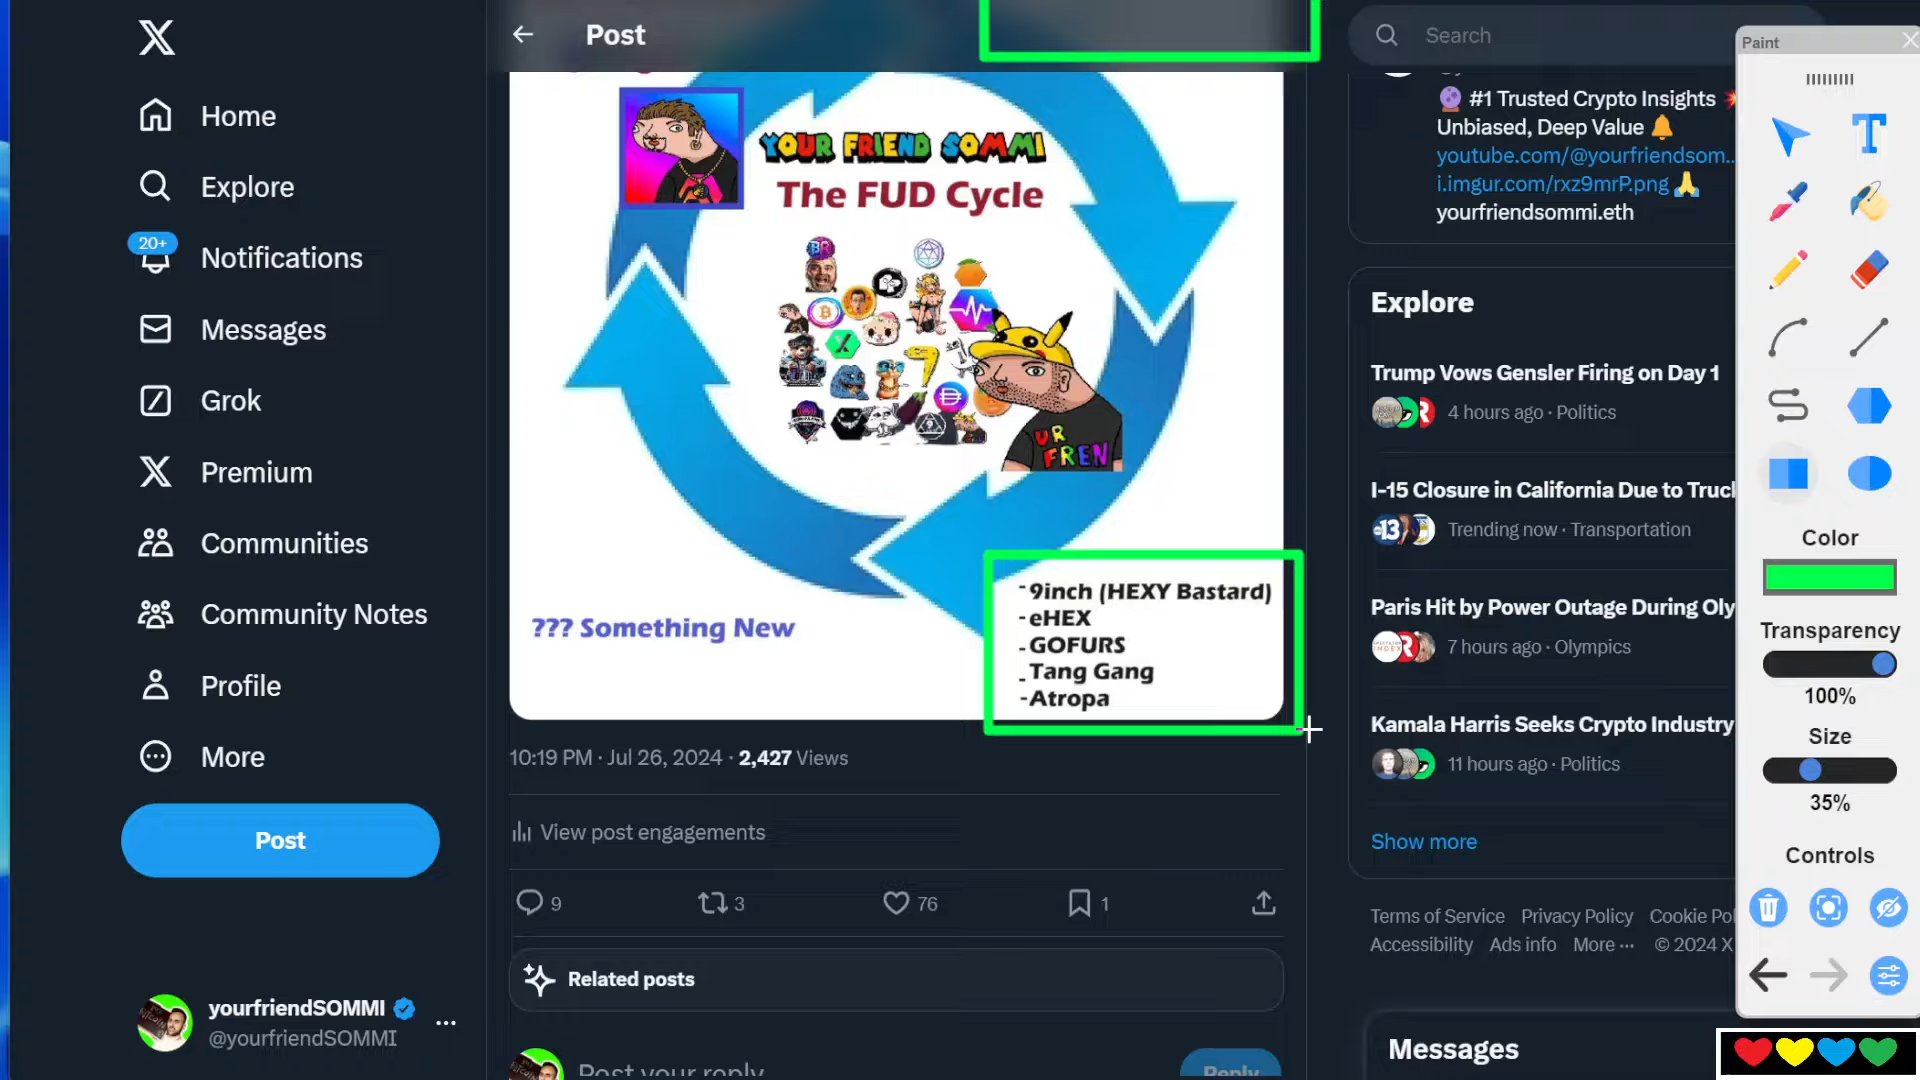 Home
Explore
20+
Notifications
Messages
Grok
Premium
Communities
Community Notes
Profile
More
Post
yourfriendSOMMI
@yourfriendSOMMI
Post
YOUR FRIEND SOMMI
The FUD Cycle
UR
FREN
??? Something New
- 9inch (HEXY Bastard)
- eHEX
- GOFURS
- Tang Gang
- Atropa
10:19 PM · Jul 26, 2024 · 2,427 Views
View post engagements
9
3
76
1
Related posts
Post your reply
Reply
Search
#1 Trusted Crypto Insights
Unbiased, Deep Value
youtube.com/@yourfriendsom...
i.imgur.com/rxz9mrP.png
yourfriendsommi.eth
Explore
Trump Vows Gensler Firing on Day 1
4 hours ago · Politics
I-15 Closure in California Due to Truc
Trending now · Transportation
Paris Hit by Power Outage During Oly
7 hours ago · Olympics
Kamala Harris Seeks Crypto Industry
11 hours ago · Politics
Show more
Terms of Service Privacy Policy Cookie Pol
Accessibility Ads info More ··· © 2024 X
Messages
Paint
Color
Transparency
100%
Size
35%
Controls